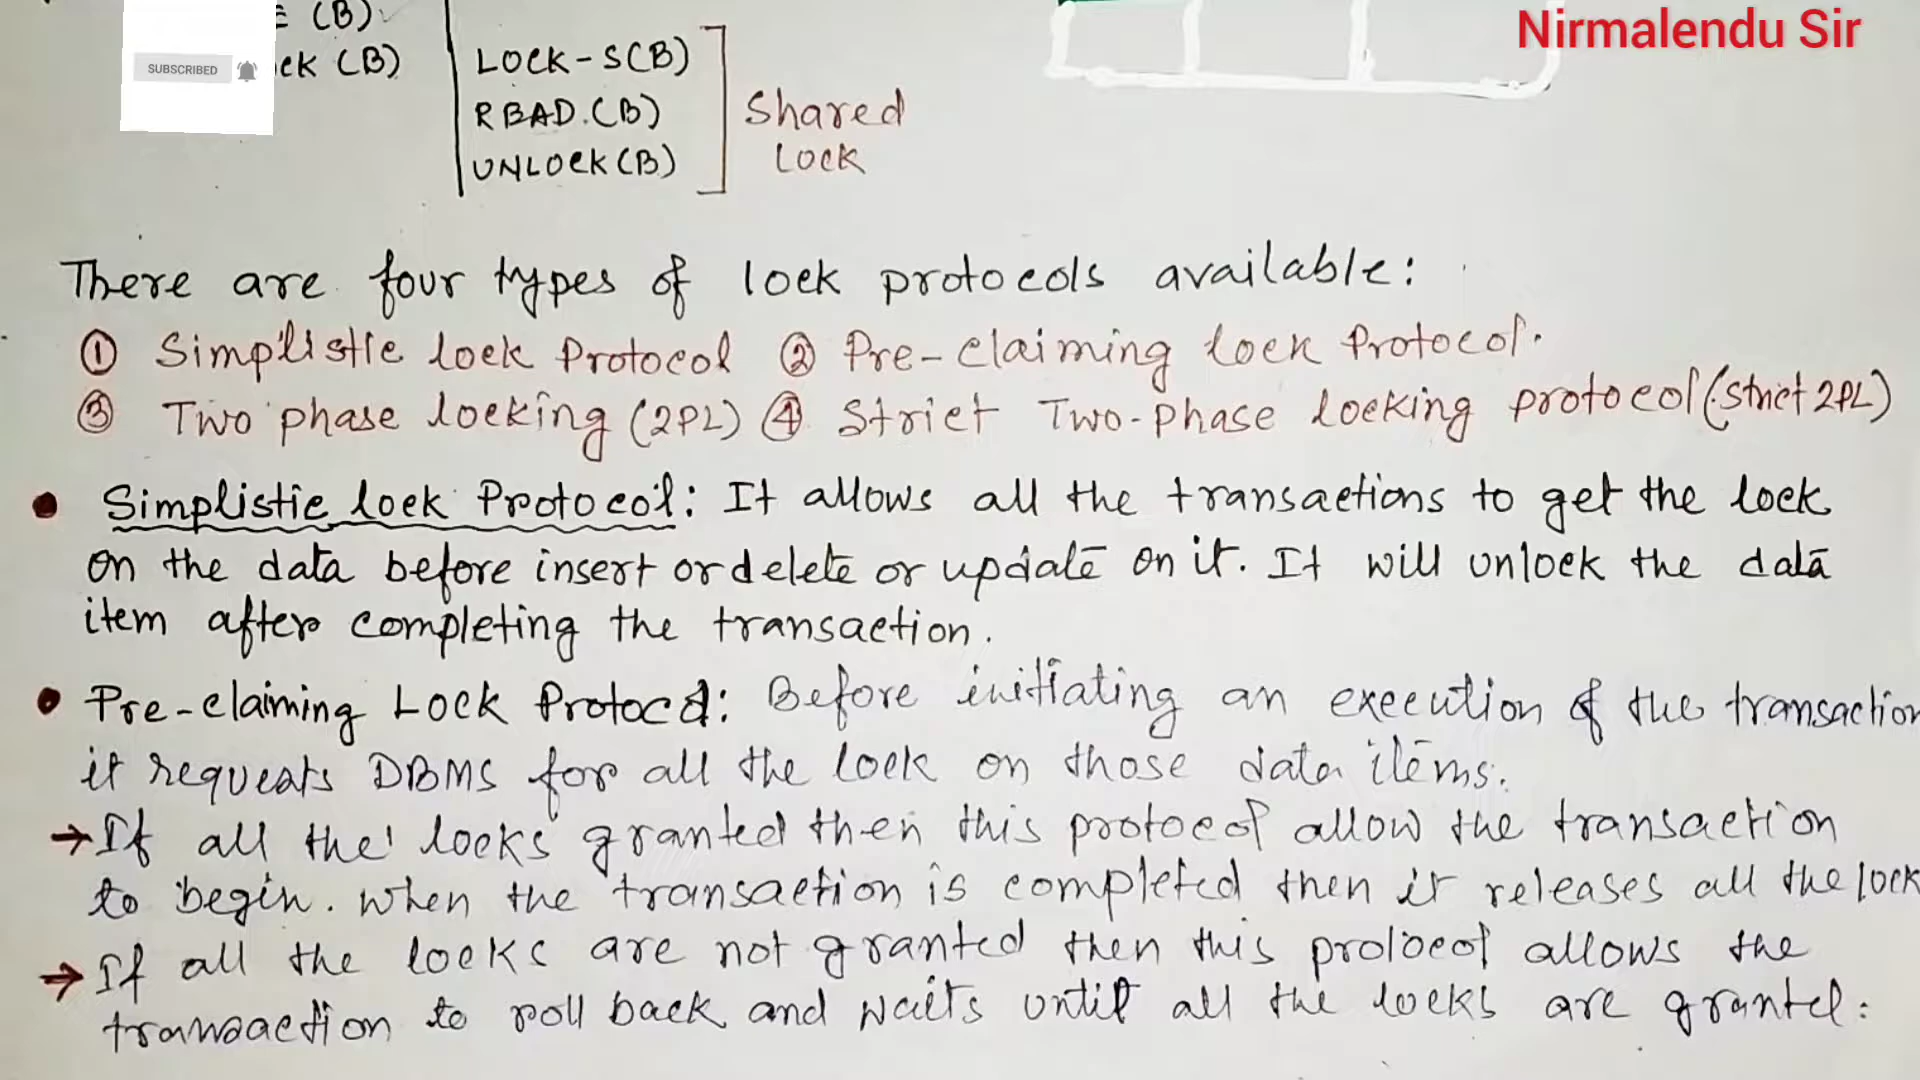 (B)
Nirmalendu Sir
SUBSCRIBED
ck (B)
LOCK-S(B)
READ.(B)
UNLOCK(B)
Shared
Lock
There are four types of lock protocols available:
① Simplistic lock Protocol ② Pre-claiming lock Protocol.
③ Two phase locking (2PL) ④ Strict Two-phase locking protocol (strict 2PL)
• Simplistic lock Protocol: It allows all the transactions to get the lock
on the data before insert or delete or update on it. It will unlock the data
item after completing the transaction.
• Pre-claiming Lock Protocol: Before initiating an execution of the transaction
it requests DBMS for all the lock on those data items.
→ If all the locks granted then this protocol allow the transaction
to begin. when the transaction is completed then it releases all the lock
→ If all the locks are not granted then this protocol allows the
transaction to roll back and waits until all the locks are granted.